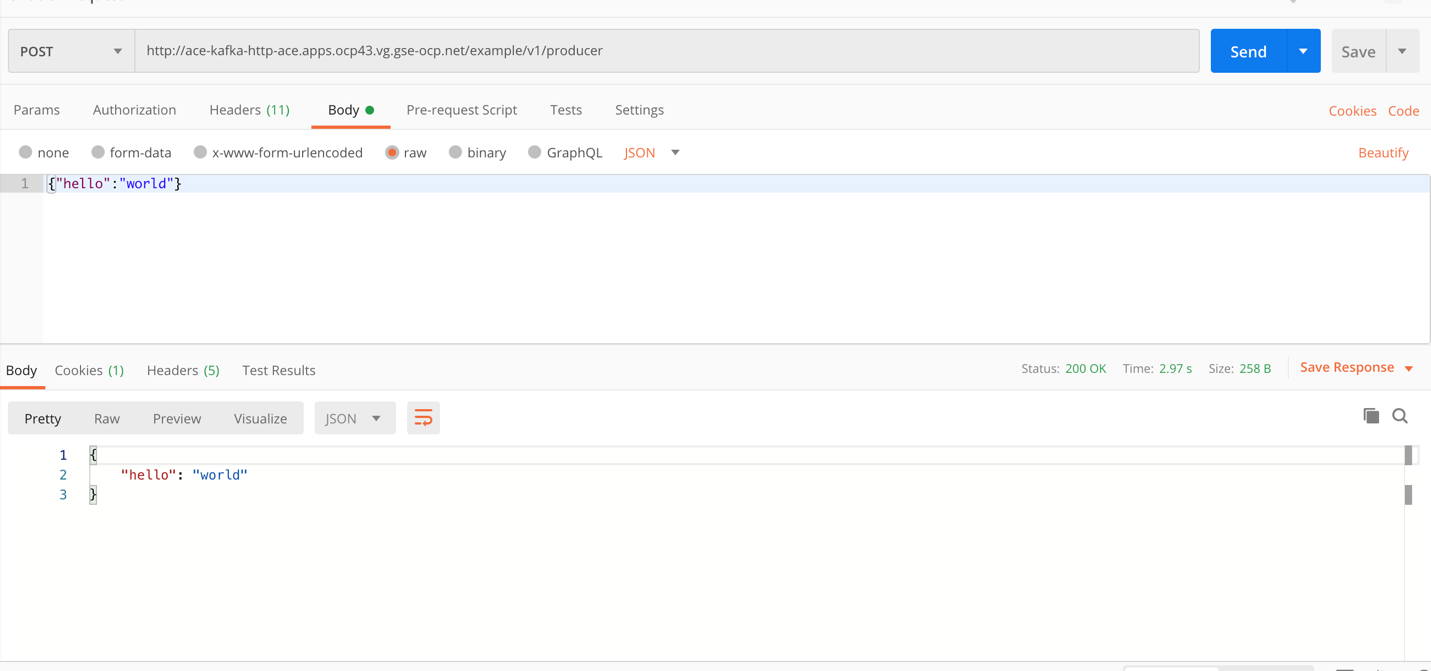 POST http://ace-kafka-http-ace.apps.ocp43.vg.gse-ocp.net/example/v1/producer Send Save
Params Authorization Headers (11) Body Pre-request Script Tests Settings Cookies Code
none form-data x-www-form-urlencoded raw binary GraphQL JSON Beautify
1 {"hello":"world"}
Body Cookies (1) Headers (5) Test Results Status: 200 OK Time: 2.97 s Size: 258 B Save Response
Pretty Raw Preview Visualize JSON
1 {
2 "hello": "world"
3 }